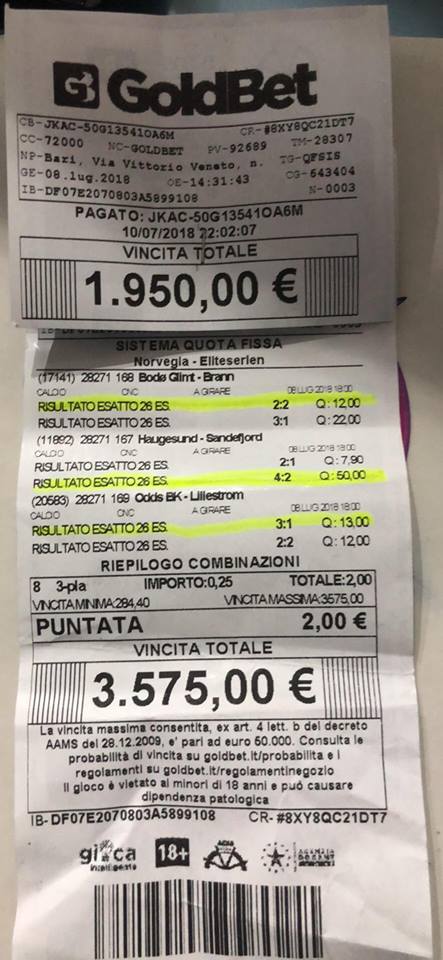 GoldBet
CB-JKAC-50G13541OA6M CR-#8XY8QC21DT7
CC-72000 NC-GOLDBET PV-92689 TM-28307
NP-Bari, Via Vittorio Veneto, n. TG-QFSIS
GE-08.lug.2018 OE-14:31:43 CG-643404
IB-DF07E2070803A5899108 N-0003
PAGATO: JKAC-50G13541OA6M
10/07/2018 22:02:07
VINCITA TOTALE
1.950,00 €
SISTEMA QUOTA FISSA
Norvegia - Eliteserien
(17141) 28271 168 Bodø Glimt - Brann
CALCIO CNC A GIRARE 08 LUG 2018 18:00
RISULTATO ESATTO 26 ES. 2:2 Q: 12,00
RISULTATO ESATTO 26 ES. 3:1 Q: 22,00
(11892) 28271 167 Haugesund - Sandefjord
CALCIO CNC A GIRARE 08 LUG 2018 18:00
RISULTATO ESATTO 26 ES. 2:1 Q: 7,90
RISULTATO ESATTO 26 ES. 4:2 Q: 50,00
(20583) 28271 169 Odds BK - Lillestrom
CALCIO CNC A GIRARE 08 LUG 2018 18:00
RISULTATO ESATTO 26 ES. 3:1 Q: 13,00
RISULTATO ESATTO 26 ES. 2:2 Q: 12,00
RIEPILOGO COMBINAZIONI
8 3-pla IMPORTO:0,25 TOTALE:2,00
VINCITA MINIMA:284,40 VINCITA MASSIMA:3575,00
PUNTATA 2,00 €
VINCITA TOTALE
3.575,00 €
La vincita massima consentita, ex art. 4 lett. b del decreto
AAMS del 28.12.2009, e' pari ad euro 50.000. Consulta le
probabilità di vincita su goldbet.it/probabilita e i
regolamenti su goldbet.it/regolamentinegozio
Il gioco è vietato ai minori di 18 anni e può causare
dipendenza patologica
IB- DF07E2070803A5899108 CR- #8XY8QC21DT7
gioca 18+
intelligente